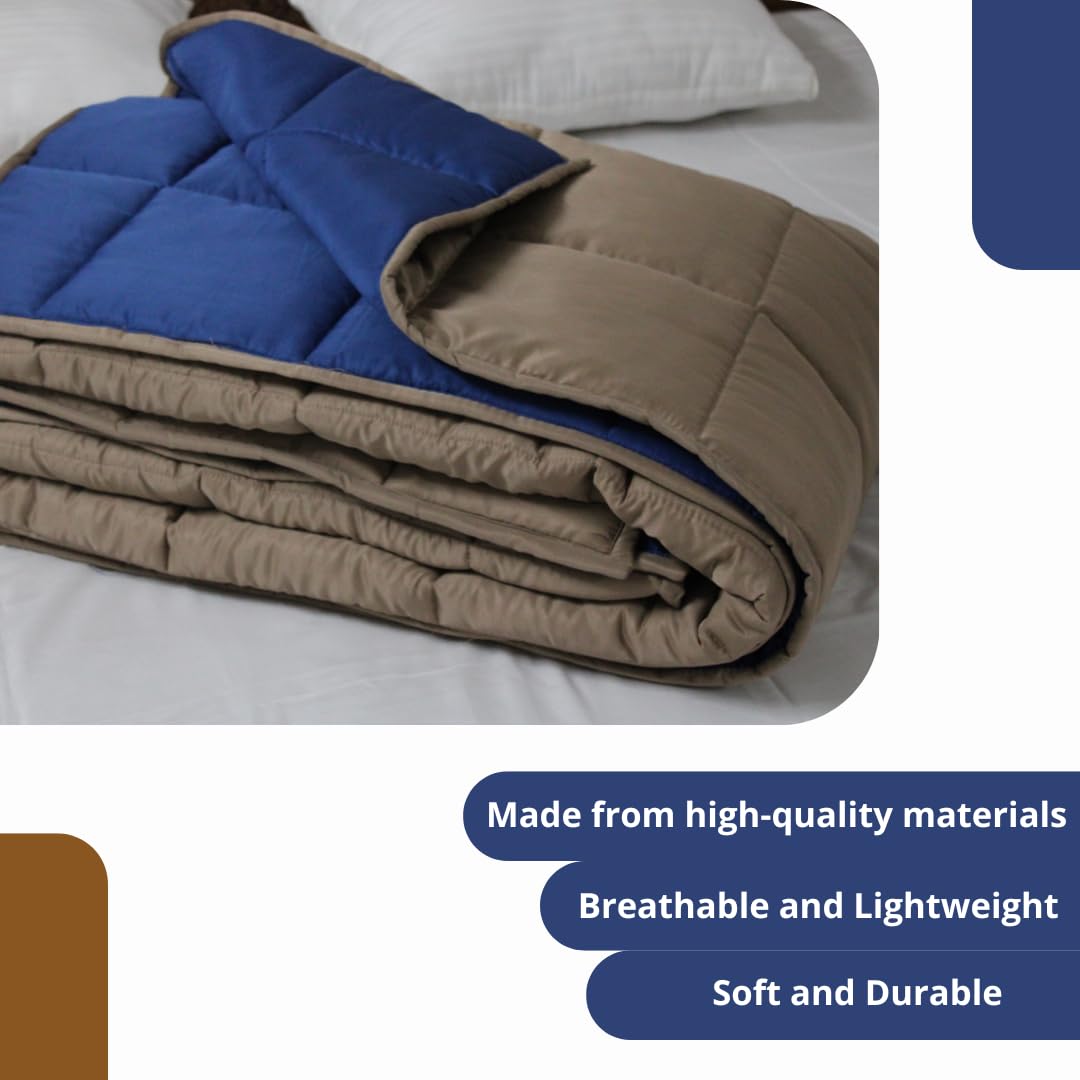 Made from high-quality materials
Breathable and Lightweight
Soft and Durable